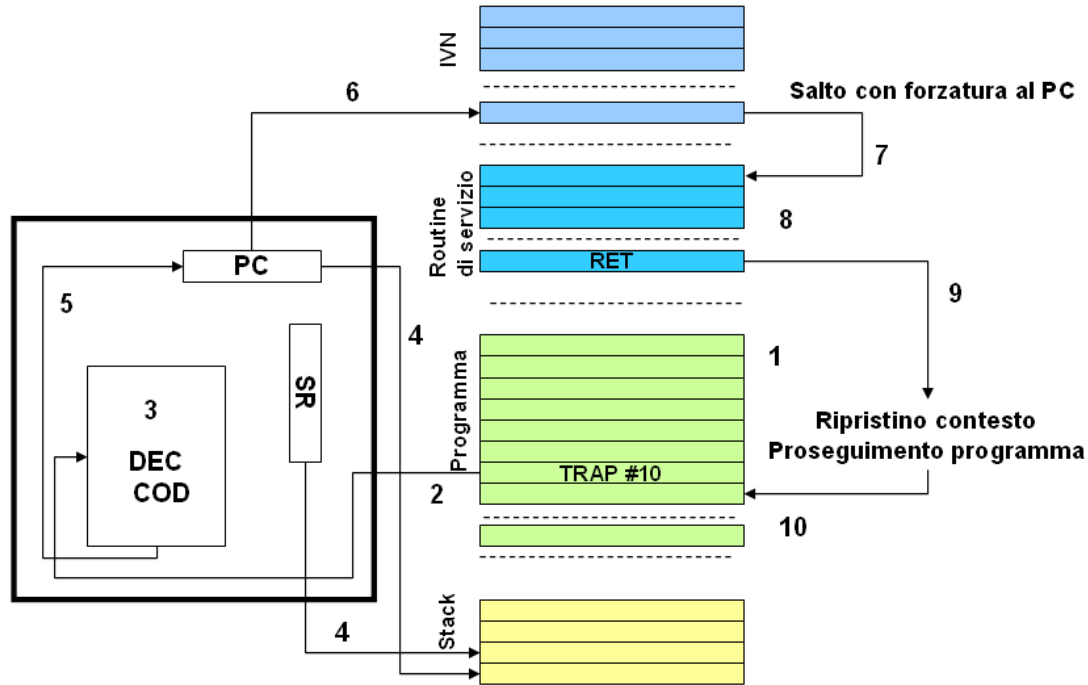 IVN
6
Salto con forzatura al PC
7
Routine
di servizio
8
RET
9
PC
5
4
SR
3
DEC
COD
Programma
1
TRAP #10
2
Ripristino contesto
Proseguimento programma
10
Stack
4